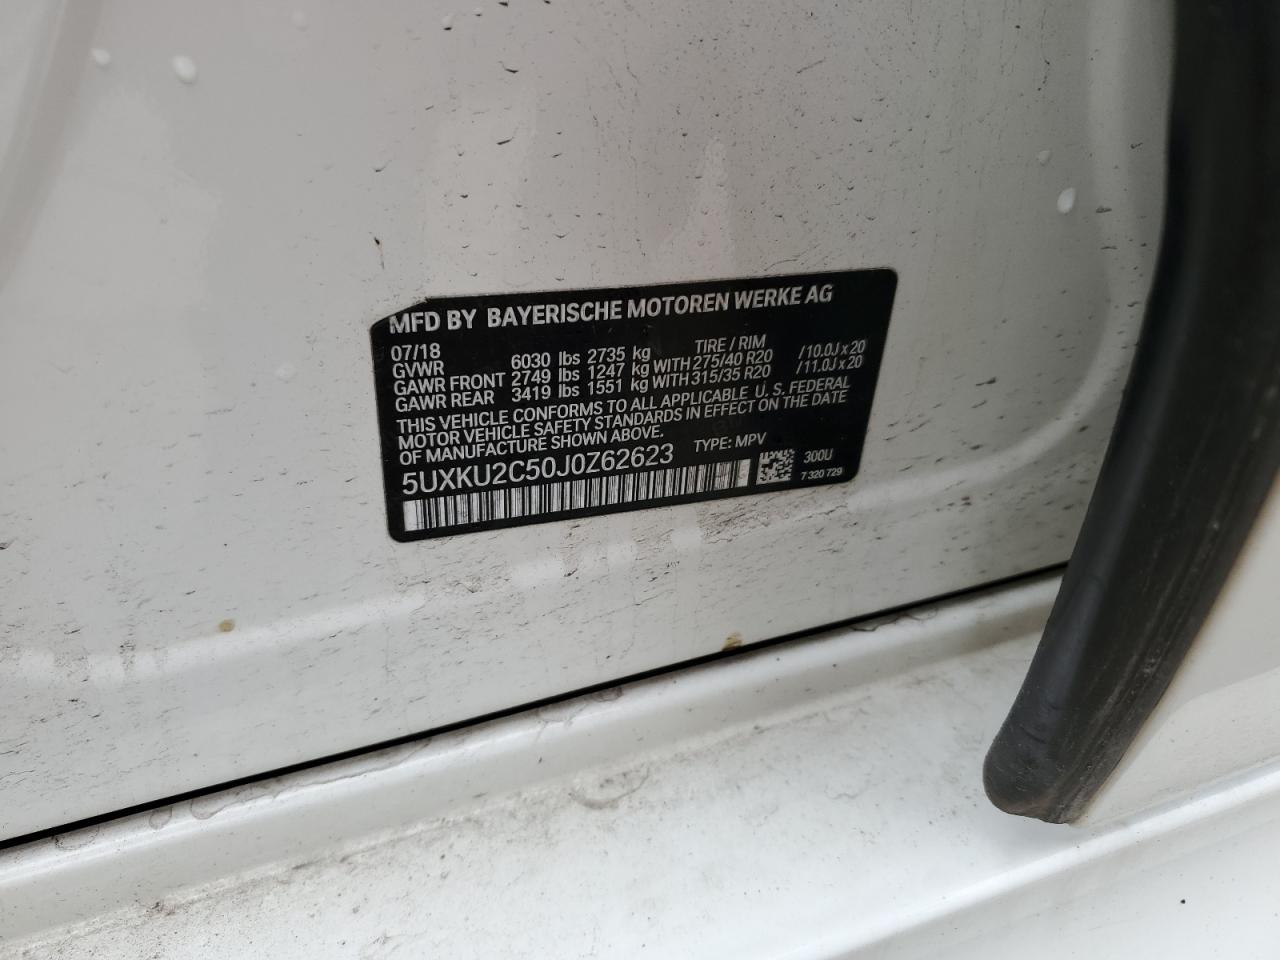 MFD BY BAYERISCHE MOTOREN WERKE AG
07/18 TIRE / RIM
GVWR 6030 lbs 2735 kg
GAWR FRONT 2749 lbs 1247 kg WITH 275/40 R20 /10.0J x 20
GAWR REAR 3419 lbs 1551 kg WITH 315/35 R20 /11.0J x 20
THIS VEHICLE CONFORMS TO ALL APPLICABLE U. S. FEDERAL
MOTOR VEHICLE SAFETY STANDARDS IN EFFECT ON THE DATE
OF MANUFACTURE SHOWN ABOVE.
TYPE: MPV
5UXKU2C50J0Z62623
300U
7 320 729